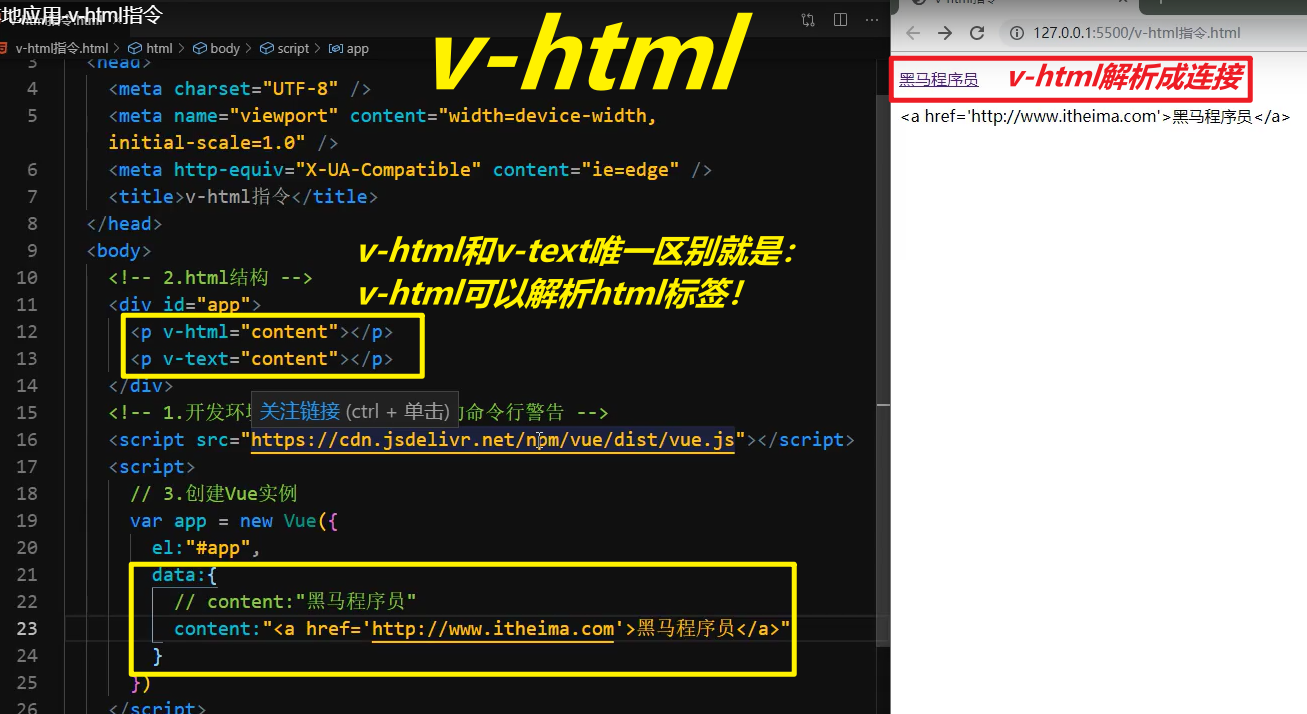 地应用-v-html指令
v-html指令.html > html > body > script > app
v-html
3 <head>
4 <meta charset="UTF-8" />
5 <meta name="viewport" content="width=device-width,
initial-scale=1.0" />
6 <meta http-equiv="X-UA-Compatible" content="ie=edge" />
7 <title>v-html指令</title>
8 </head>
9 <body>
v-html和v-text唯一区别就是：
10 <!-- 2.html结构 -->
v-html可以解析html标签！
11 <div id="app">
12 <p v-html="content"></p>
13 <p v-text="content"></p>
14 </div>
15 <!-- 1.开发环 的命令行警告 -->
关注链接 (ctrl + 单击)
16 <script src="https://cdn.jsdelivr.net/npm/vue/dist/vue.js"></script>
17 <script>
18 // 3.创建Vue实例
19 var app = new Vue({
20 el:"#app",
21 data:{
22 // content:"黑马程序员"
23 content:"<a href='http://www.itheima.com'>黑马程序员</a>"
24 }
25 })
26 </script>
v-html指令
127.0.0.1:5500/v-html指令.html
黑马程序员 v-html解析成连接
<a href='http://www.itheima.com'>黑马程序员</a>